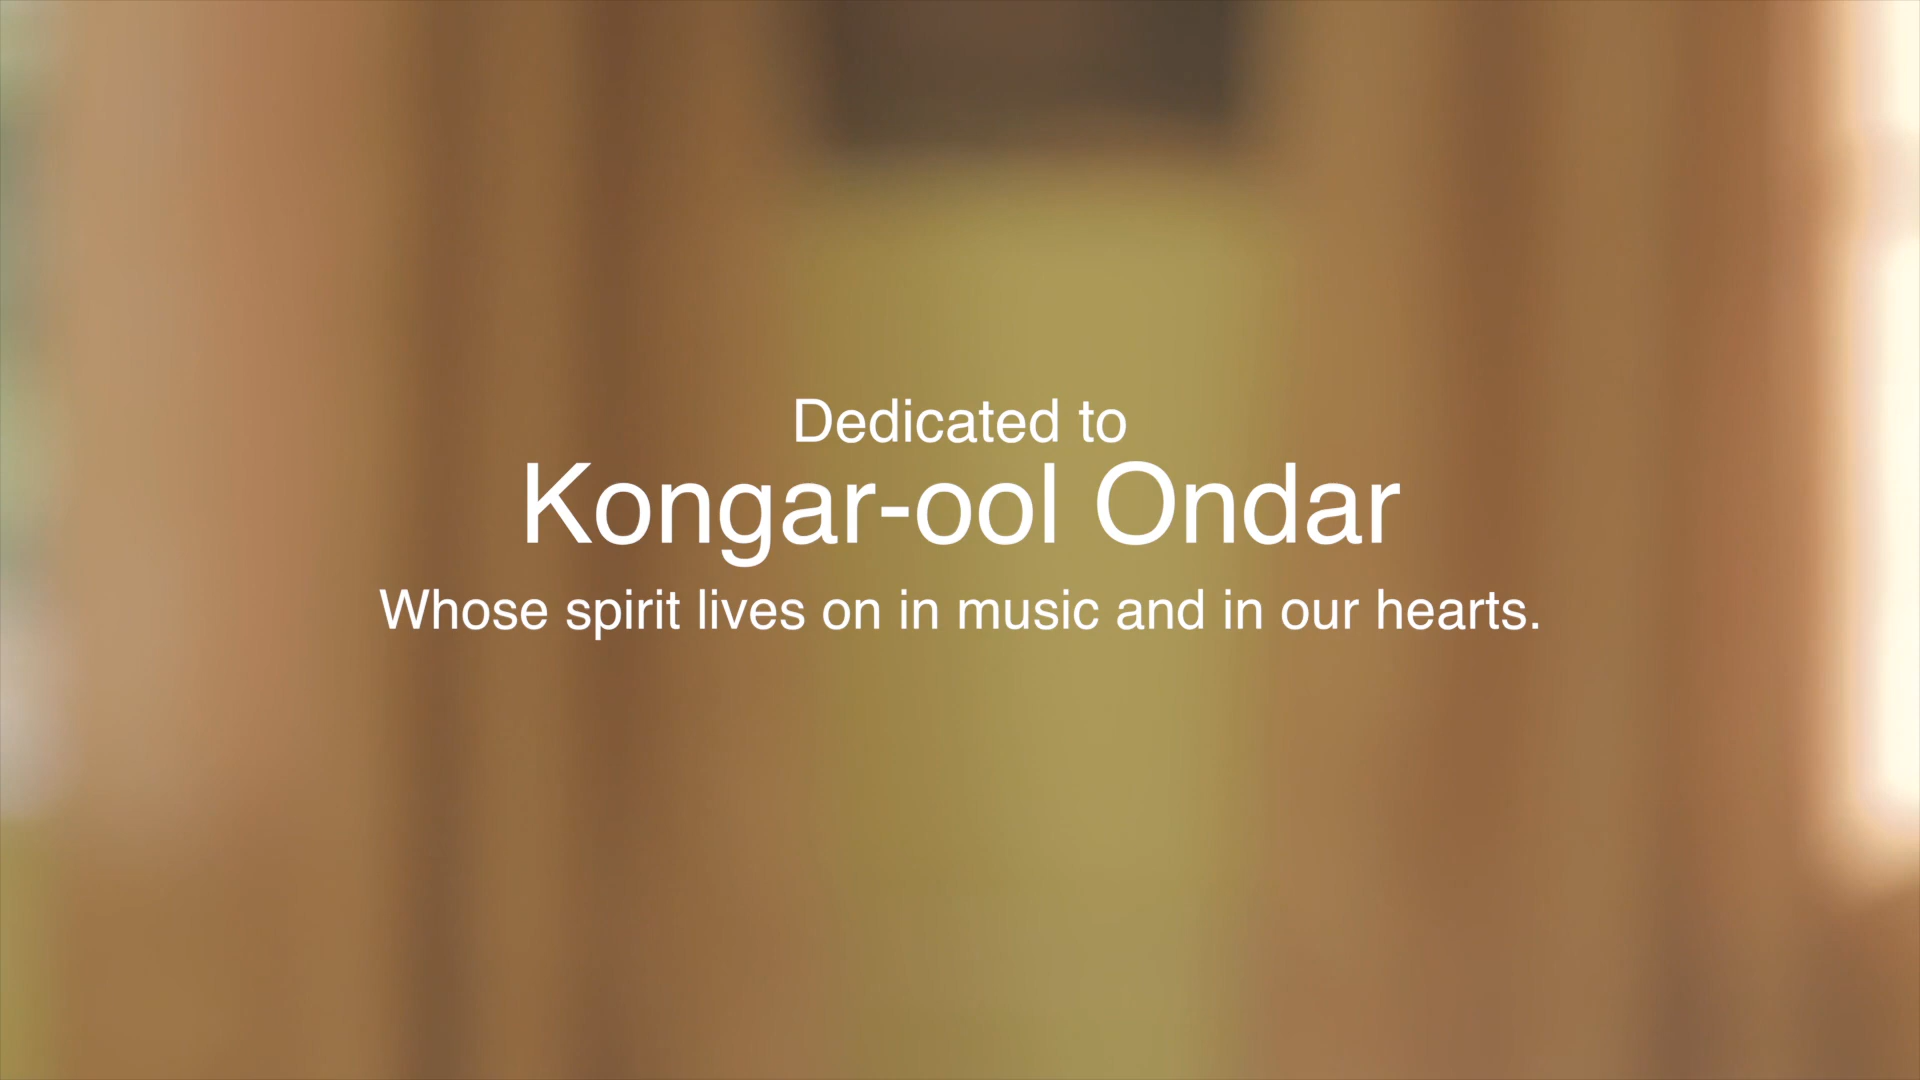 Dedicated to
Kongar-ool Ondar
Whose spirit lives on in music and in our hearts.